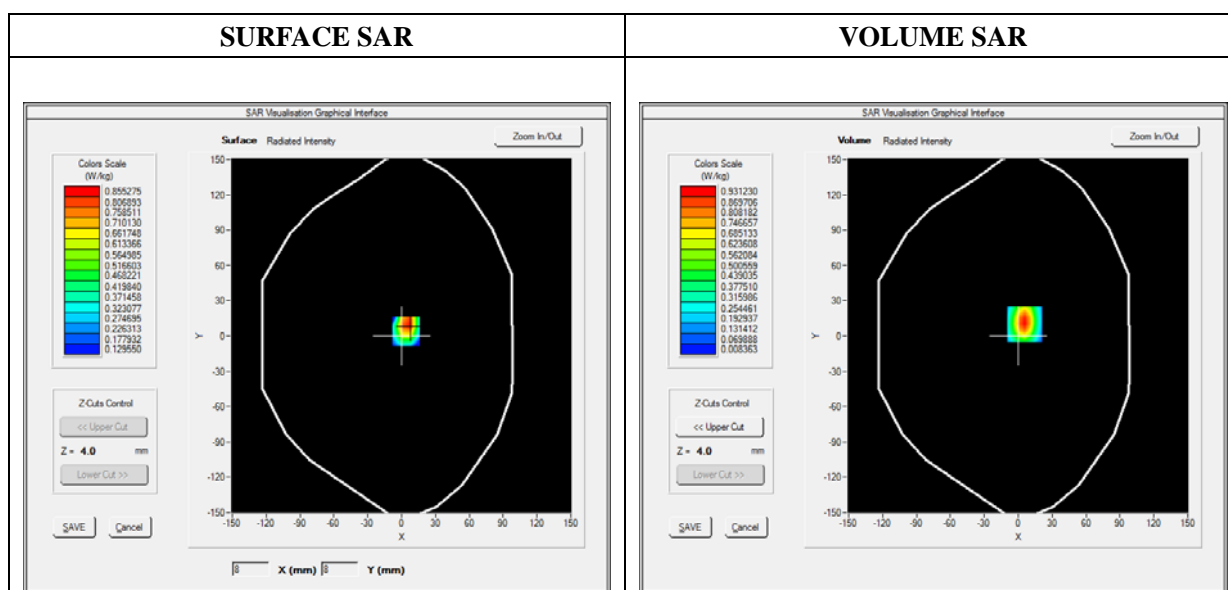 SURFACE SAR
VOLUME SAR
SAR Visualisation Graphical Interface
Surface Radiated Intensity
Zoom In/Out
Colors Scale
(W/kg)
0.855275
0.806893
0.758511
0.710130
0.661748
0.613366
0.564985
0.516603
0.468221
0.419840
0.371458
0.323077
0.274695
0.226313
0.177932
0.129550
Z-Cuts Control
<< Upper Cut
Z = 4.0 mm
Lower Cut >>
SAVE Cancel
150
120
90
60
30
0
-30
-60
-90
-120
-150
Y
-150 -120 -90 -60 -30 0 30 60 90 120 150
X
8 X (mm) 8 Y (mm)
SAR Visualisation Graphical Interface
Volume Radiated Intensity
Zoom In/Out
Colors Scale
(W/kg)
0.931230
0.869706
0.808182
0.746657
0.685133
0.623608
0.562084
0.500559
0.439035
0.377510
0.315986
0.254461
0.192937
0.131412
0.069888
0.008363
Z-Cuts Control
<< Upper Cut
Z = 4.0 mm
Lower Cut >>
SAVE Cancel
150
120
90
60
30
0
-30
-60
-90
-120
-150
Y
-150 -120 -90 -60 -30 0 30 60 90 120 150
X